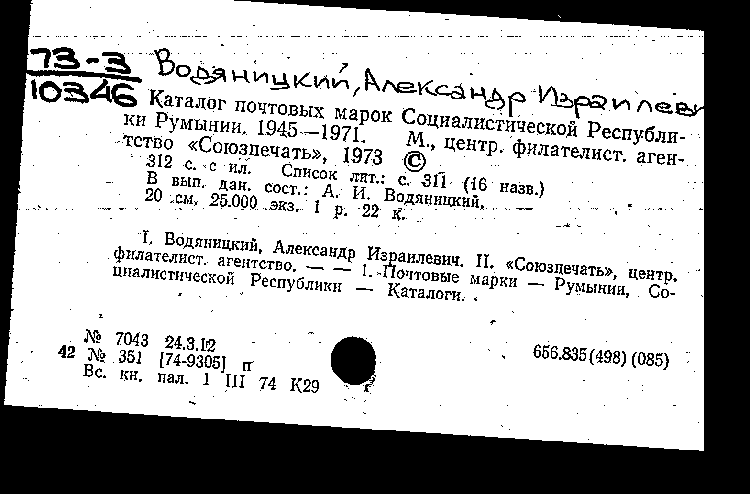 73-3 Водяницкий, Александр Израилевич
10346
Каталог почтовых марок Социалистической Республи-
ки Румынии. 1945—1971. М., центр. филателист. аген-
тство «Союзпечать», 1973 ©
312 с. с ил. Список лит.: с. 311 (16 назв.)
В вып. дан. сост.: А. И. Водяницкий.
20 см. 25.000 экз. 1 р. 22 к.
I. Водяницкий, Александр Израилевич. II. «Союзпечать», центр.
филателист. агентство. — — 1. Почтовые марки — Румынии, Со-
циалистической Республики — Каталоги.
№ 7043 24.3.12
42 № 351 [74-9305] п
656.835(498)(085)
Вс. кн. пал. 1 III 74 К29